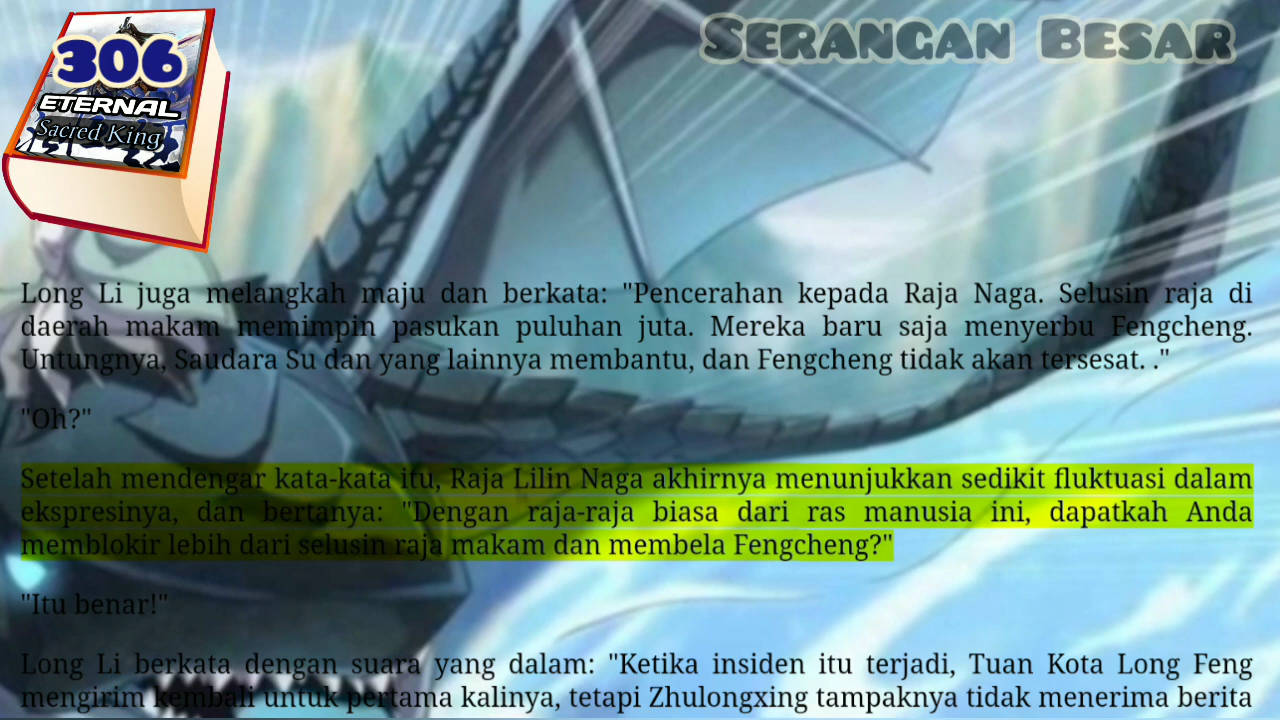 306
ETERNAL
Sacred King
Serangan Besar
Long Li juga melangkah maju dan berkata: "Pencerahan kepada Raja Naga. Selusin raja di
daerah makam memimpin pasukan puluhan juta. Mereka baru saja menyerbu Fengcheng.
Untungnya, Saudara Su dan yang lainnya membantu, dan Fengcheng tidak akan tersesat. ."
"Oh?"
Setelah mendengar kata-kata itu, Raja Lilin Naga akhirnya menunjukkan sedikit fluktuasi dalam
ekspresinya, dan bertanya: "Dengan raja-raja biasa dari ras manusia ini, dapatkah Anda
memblokir lebih dari selusin raja makam dan membela Fengcheng?"
"Itu benar!"
Long Li berkata dengan suara yang dalam: "Ketika insiden itu terjadi, Tuan Kota Long Feng
mengirim kembali untuk pertama kalinya, tetapi Zhulongxing tampaknya tidak menerima berita